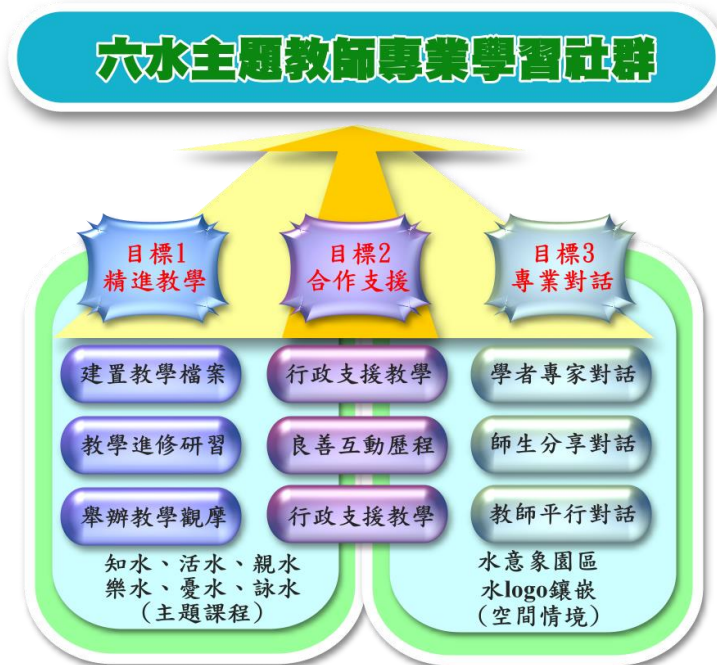 六水主題教師專業學習社群
目標1
精進教學
目標2
合作支援
目標3
專業對話
建置教學檔案
行政支援教學
學者專家對話
教學進修研習
良善互動歷程
師生分享對話
舉辦教學觀摩
行政支援教學
教師平行對話
知水、活水、親水
樂水、憂水、詠水
(主題課程)
水意象園區
水logo鑲嵌
(空間情境)